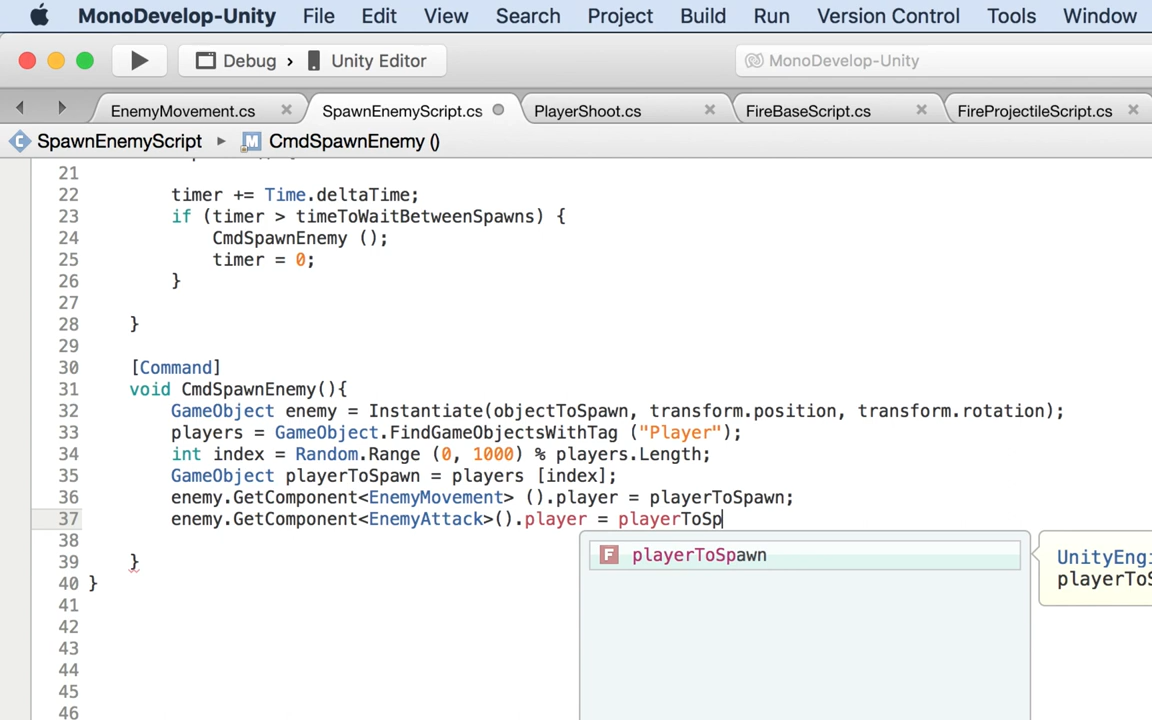 MonoDevelop-Unity File Edit View Search Project Build Run Version Control Tools Window
Debug › Unity Editor MonoDevelop-Unity
EnemyMovement.cs SpawnEnemyScript.cs PlayerShoot.cs FireBaseScript.cs FireProjectileScript.cs
SpawnEnemyScript ▸ M CmdSpawnEnemy ()
21
22 timer += Time.deltaTime;
23 if (timer > timeToWaitBetweenSpawns) {
24 CmdSpawnEnemy ();
25 timer = 0;
26 }
27
28 }
29
30 [Command]
31 void CmdSpawnEnemy(){
32 GameObject enemy = Instantiate(objectToSpawn, transform.position, transform.rotation);
33 players = GameObject.FindGameObjectsWithTag ("Player");
34 int index = Random.Range (0, 1000) % players.Length;
35 GameObject playerToSpawn = players [index];
36 enemy.GetComponent<EnemyMovement> ().player = playerToSpawn;
37 enemy.GetComponent<EnemyAttack>().player = playerToSp
38
F playerToSpawn UnityEngi
39 }
playerToS
40 }
41
42
43
44
45
46